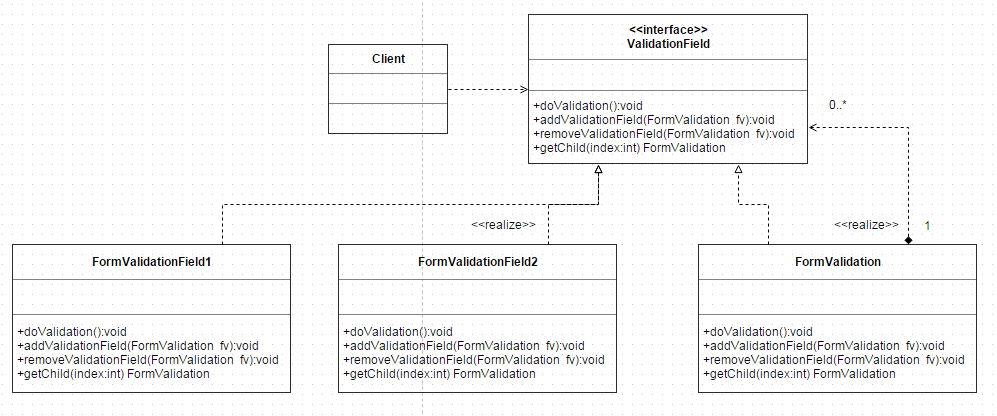 <<interface>>
ValidationField
Client
+doValidation():void
+addValidationField(FormValidation fv):void
+removeValidationField(FormValidation fv):void
+getChild(index:int) FormValidation
0..*
<<realize>>
<<realize>>
1
FormValidationField1
+doValidation():void
+addValidationField(FormValidation fv):void
+removeValidationField(FormValidation fv):void
+getChild(index:int) FormValidation
FormValidationField2
+doValidation():void
+addValidationField(FormValidation fv):void
+removeValidationField(FormValidation fv):void
+getChild(index:int) FormValidation
FormValidation
+doValidation():void
+addValidationField(FormValidation fv):void
+removeValidationField(FormValidation fv):void
+getChild(index:int) FormValidation